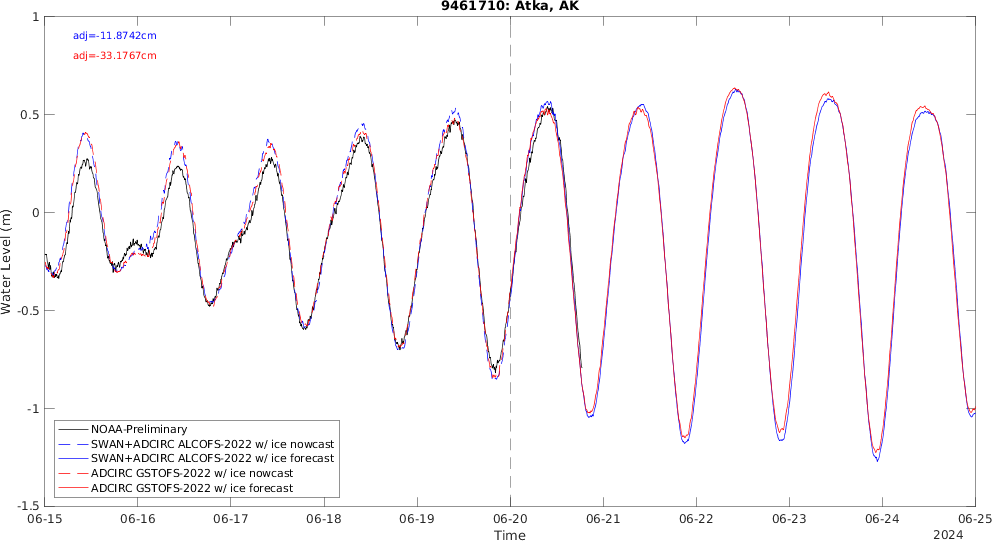 9461710: Atka, AK
adj=-11.8742cm
adj=-33.1767cm
1
0.5
0
-0.5
-1
-1.5
Water Level (m)
NOAA-Preliminary
SWAN+ADCIRC ALCOFS-2022 w/ ice nowcast
SWAN+ADCIRC ALCOFS-2022 w/ ice forecast
ADCIRC GSTOFS-2022 w/ ice nowcast
ADCIRC GSTOFS-2022 w/ ice forecast
06-15 06-16 06-17 06-18 06-19 06-20 06-21 06-22 06-23 06-24 06-25
Time
2024